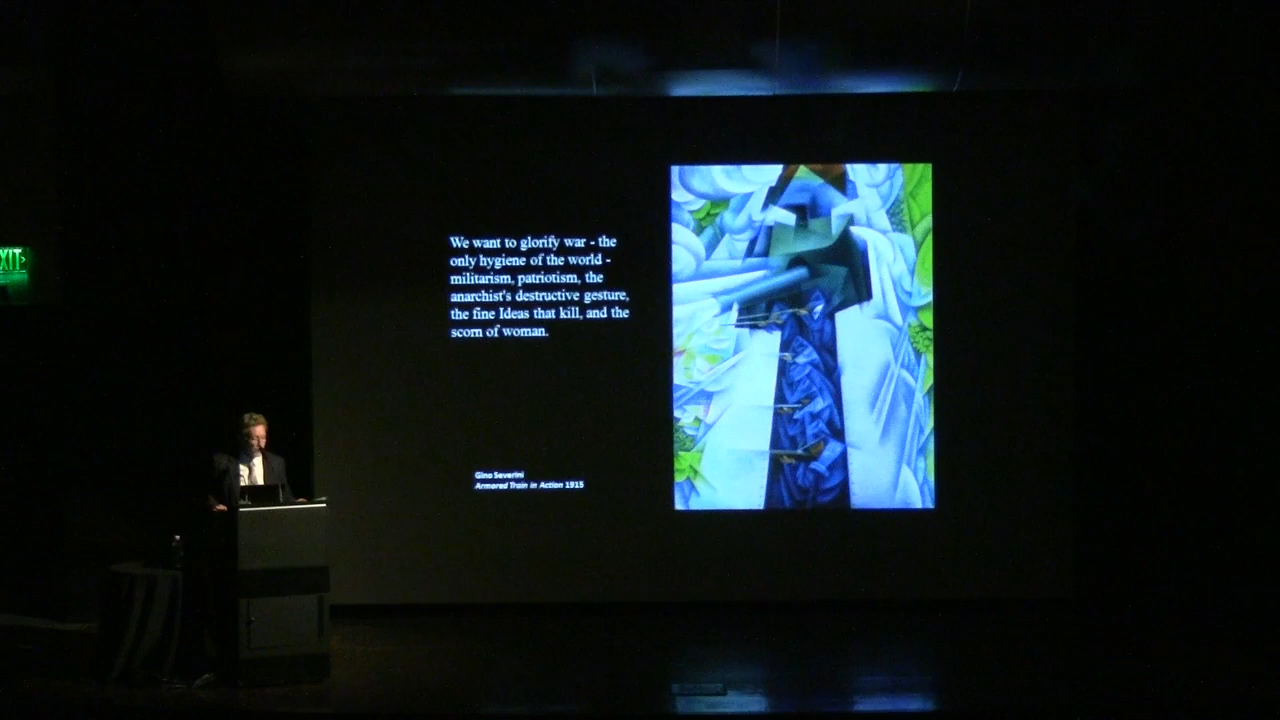 XIT
We want to glorify war - the
only hygiene of the world -
militarism, patriotism, the
anarchist's destructive gesture,
the fine Ideas that kill, and the
scorn of woman.
Gino Severini
Armored Train in Action 1915